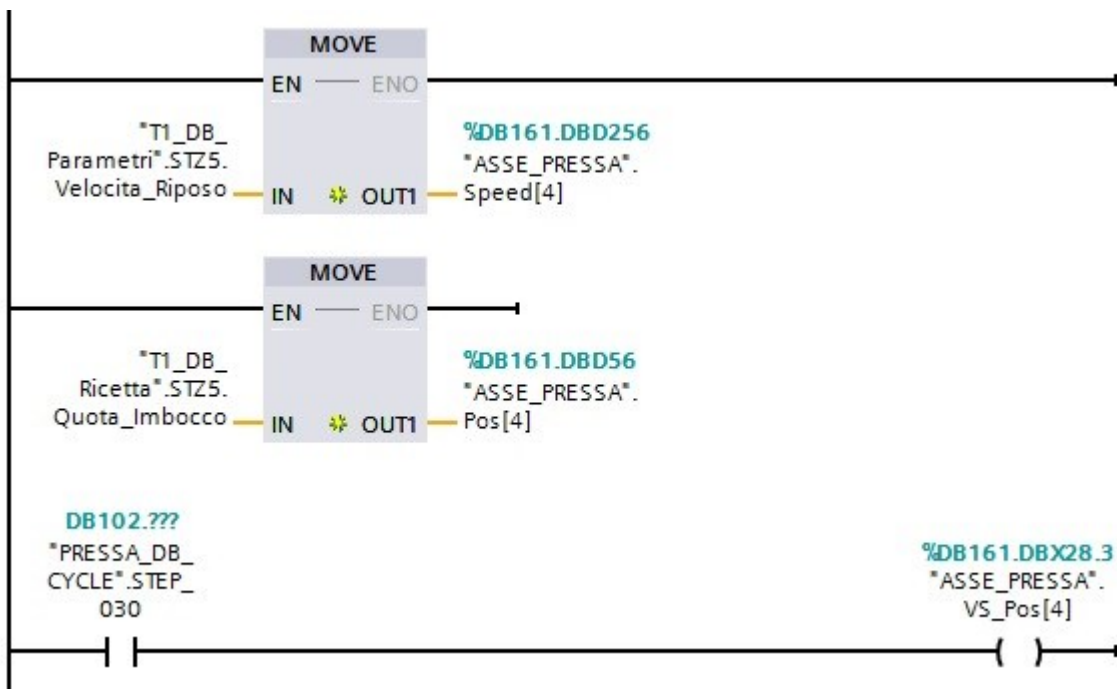 MOVE
EN ENO
"T1_DB_
Parametri".STZ5.
Velocita_Riposo
IN OUT1
%DB161.DBD256
"ASSE_PRESSA".
Speed[4]
MOVE
EN ENO
"T1_DB_
Ricetta".STZ5.
Quota_Imbocco
IN OUT1
%DB161.DBD56
"ASSE_PRESSA".
Pos[4]
DB102.???
"PRESSA_DB_
CYCLE".STEP_
030
%DB161.DBX28.3
"ASSE_PRESSA".
VS_Pos[4]